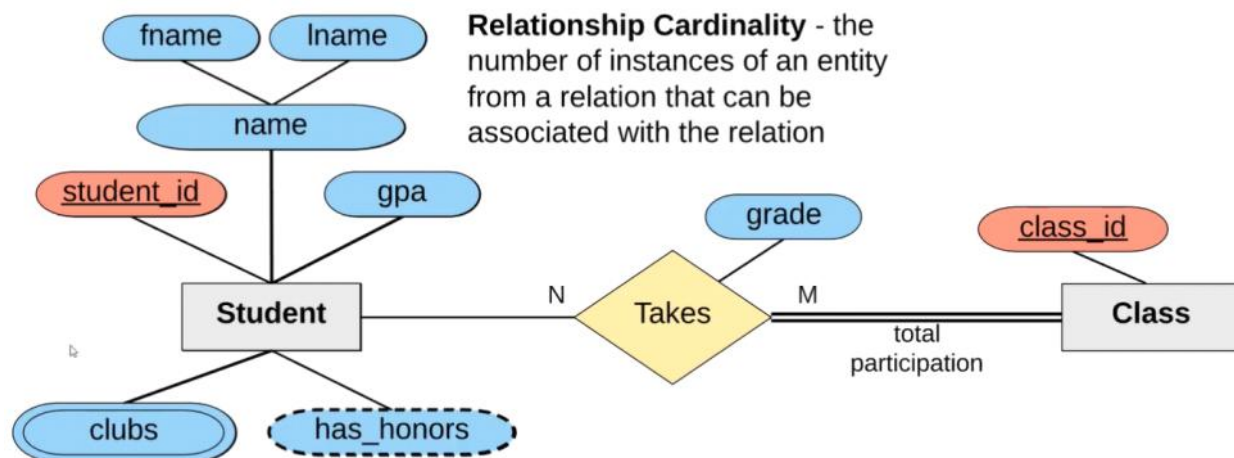 fname
lname
Relationship Cardinality - the
number of instances of an entity
from a relation that can be
associated with the relation
name
student_id
gpa
grade
class_id
Student
N
Takes
M
total
participation
Class
clubs
has_honors